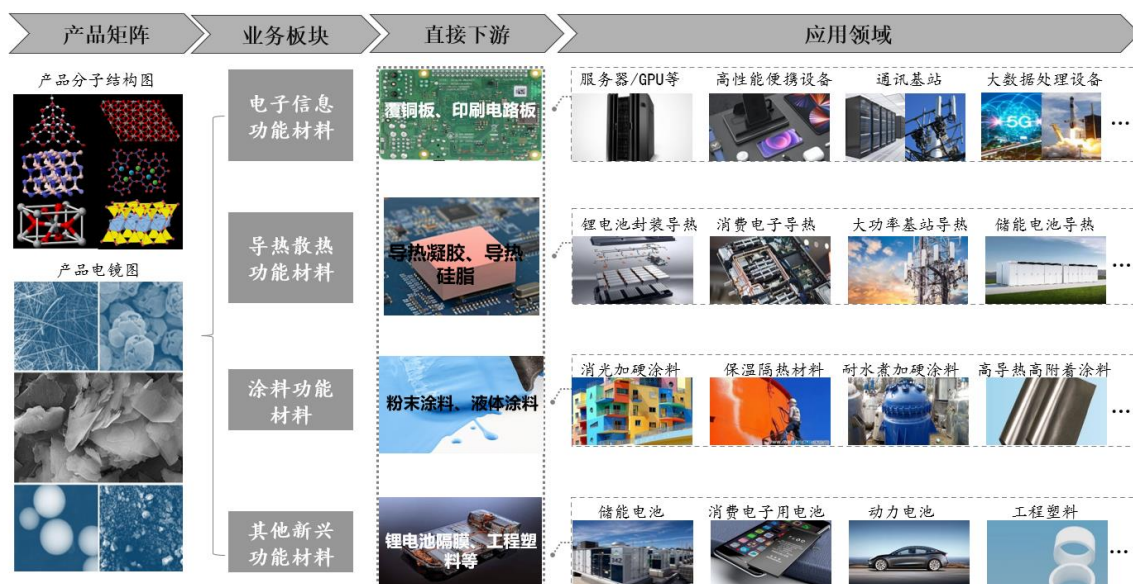 产品矩阵
业务板块
直接下游
应用领域
产品分子结构图
产品电镜图
电子信息
功能材料
覆铜板、印刷电路板
服务器/GPU等
高性能便携设备
通讯基站
大数据处理设备
5G
...
导热散热
功能材料
导热凝胶、导热
硅脂
锂电池封装导热
消费电子导热
大功率基站导热
储能电池导热
...
涂料功能
材料
粉末涂料、液体涂料
消光加硬涂料
保温隔热材料
耐水煮加硬涂料
高导热高附着涂料
...
其他新兴
功能材料
锂电池隔膜、工程塑
料等
储能电池
消费电子用电池
动力电池
工程塑料
...